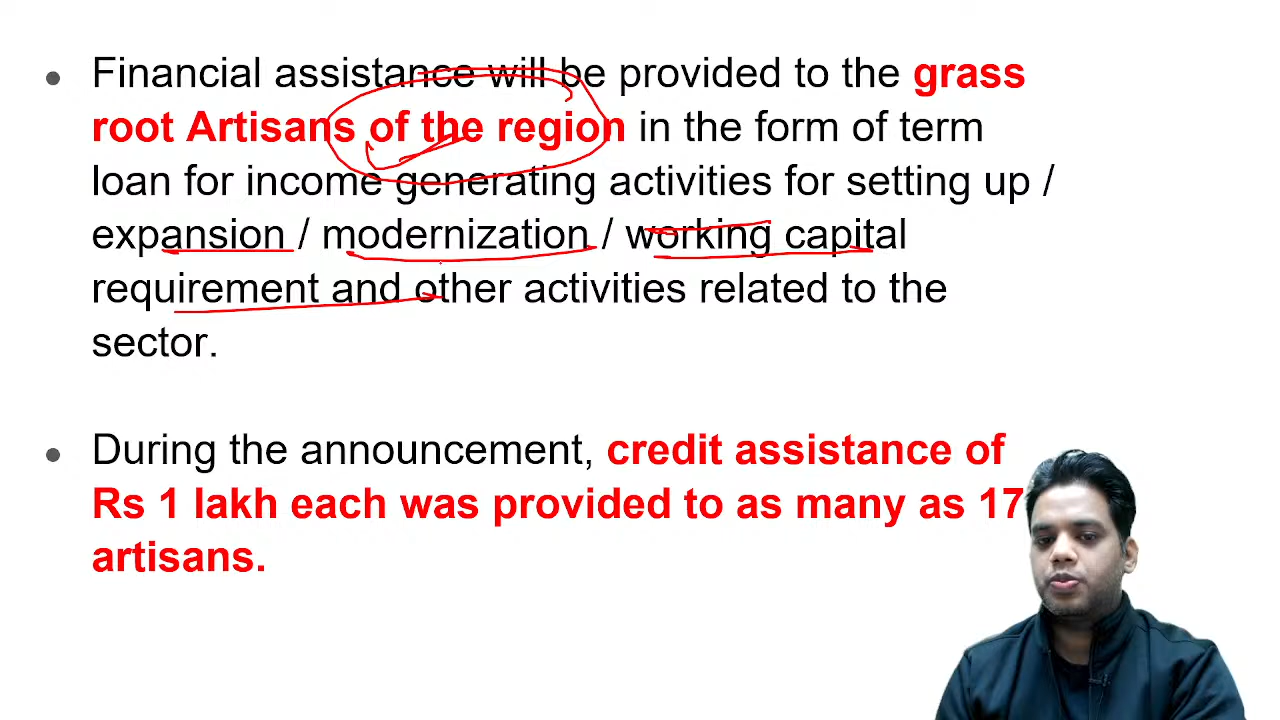 ● Financial assistance will be provided to the grass
root Artisans of the region in the form of term
loan for income generating activities for setting up /
expansion / modernization / working capital
requirement and other activities related to the
sector.
● During the announcement, credit assistance of
Rs 1 lakh each was provided to as many as 17
artisans.